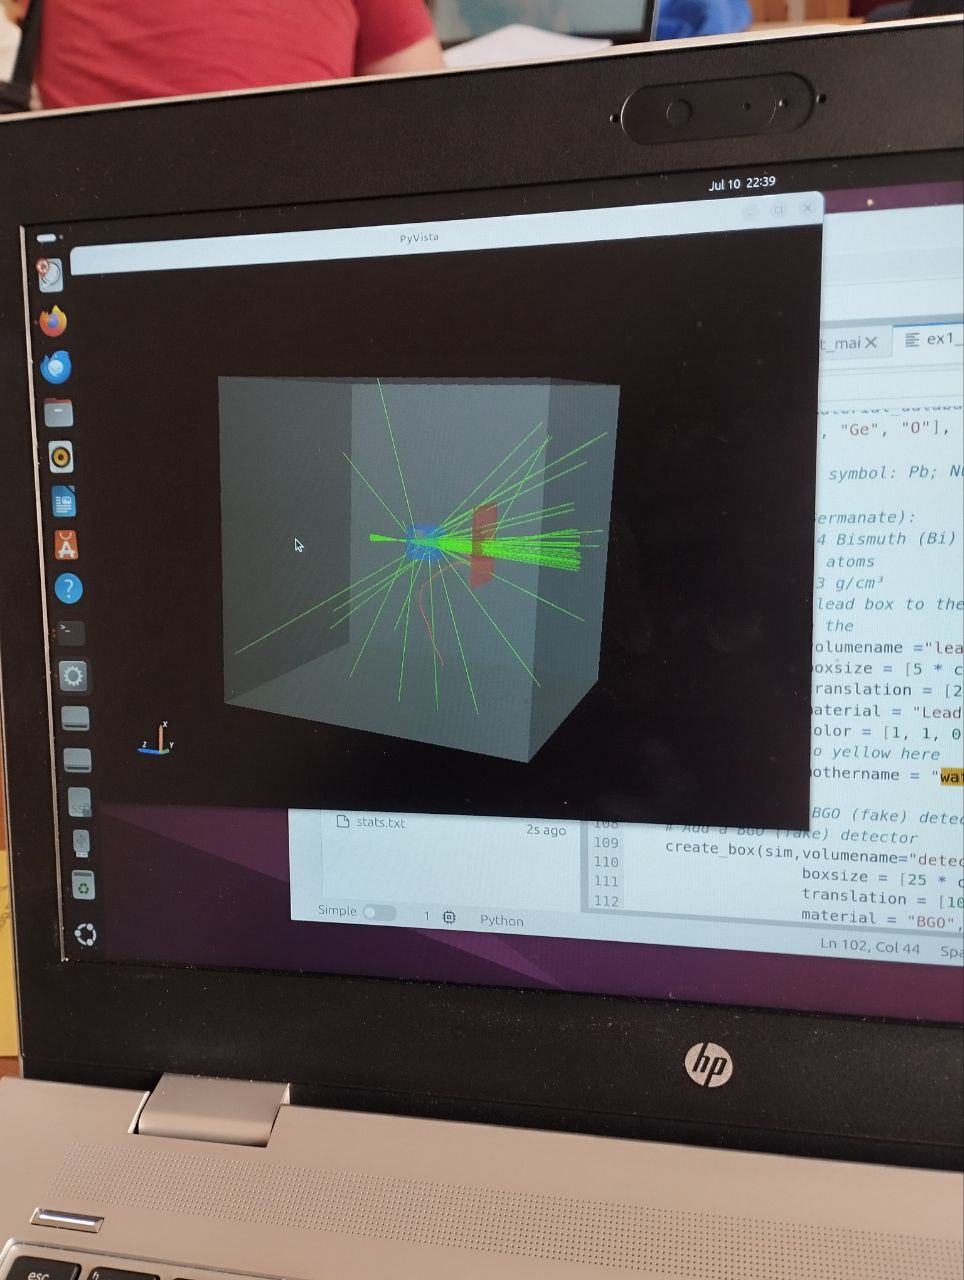 Jul 10 22:39
PyVista
t_mai
ex1_
, "Ge", "O"],
symbol: Pb;
ermanate):
4 Bismuth (Bi)
atoms
3 g/cm³
lead box to the
the
olumename ="lea
oxsize = [5 * c
ranslation = [2
aterial = "Lead
olor = [1, 1, 0
o yellow here
othername = "wat
BGO (fake) detec
108
# Add a BGO (fake) detector
109
create_box(sim,volumename="detec
110
boxsize = [25 * c
111
translation = [10
112
material = "BGO",
stats.txt
2s ago
Simple
1
Python
Ln 102, Col 44
Spa
x
z
Y
hp
esc